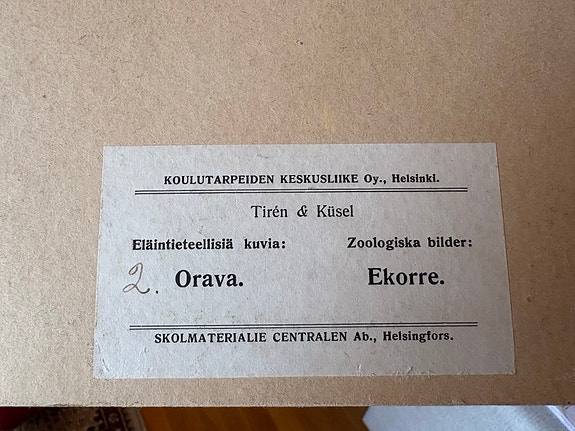 KOULUTARPEIDEN KESKUSLIIKE Oy., Helsinki.
Tirén & Küsel
Eläintieteellisiä kuvia: Zoologiska bilder:
2. Orava. Ekorre.
SKOLMATERIALIE CENTRALEN Ab., Helsingfors.